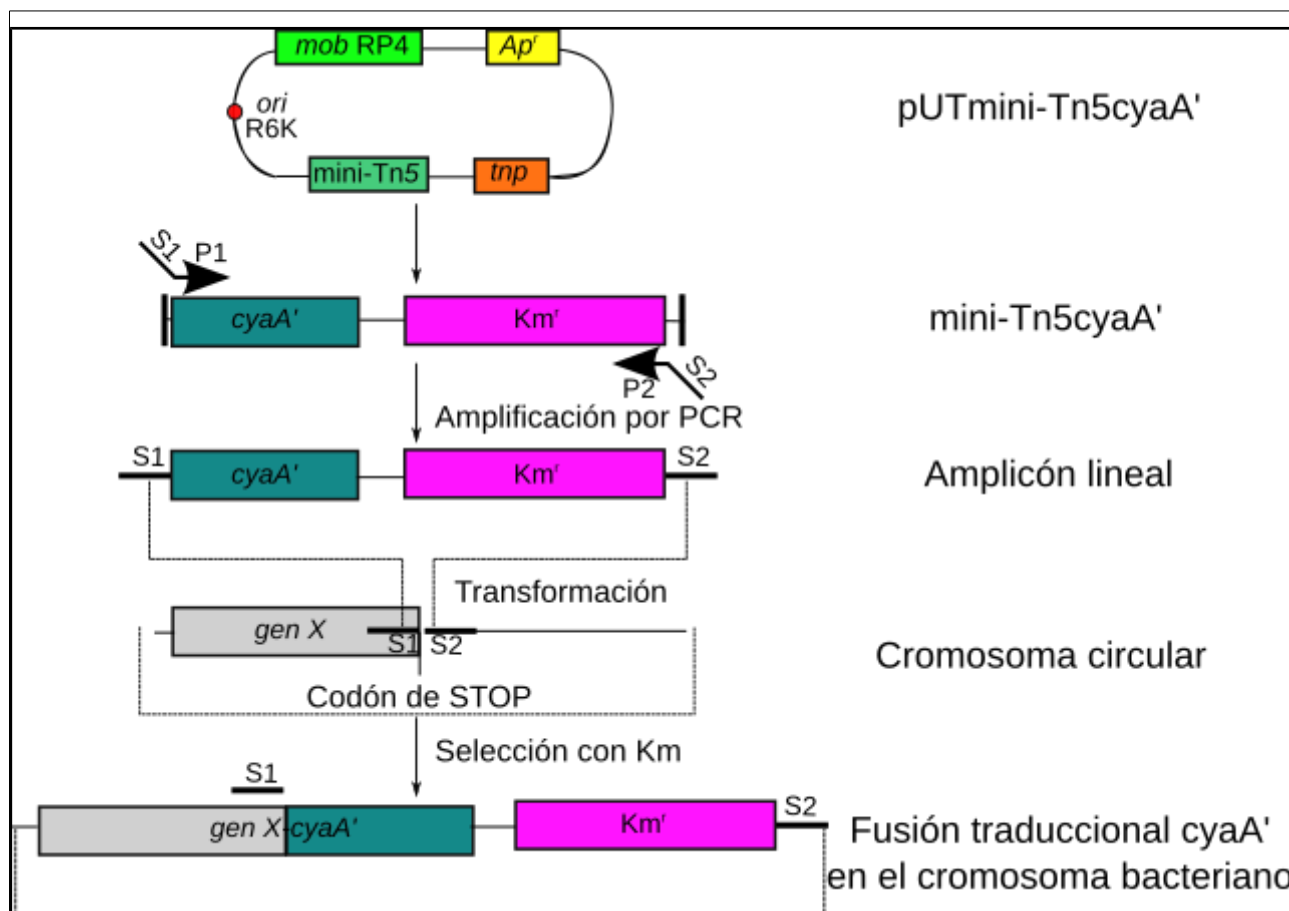 mob RP4
Apʳ
ori
R6K
pUTmini-Tn5cyaA'
mini-Tn5
tnp
S1
P1
cyaA'
Kmʳ
mini-Tn5cyaA'
P2
S2
Amplificación por PCR
S1
S2
cyaA'
Kmʳ
Amplicón lineal
Transformación
gen X
S1
S2
Cromosoma circular
Codón de STOP
Selección con Km
S1
S2
gen X-cyaA'
Kmʳ
Fusión traduccional cyaA'
en el cromosoma bacteriano